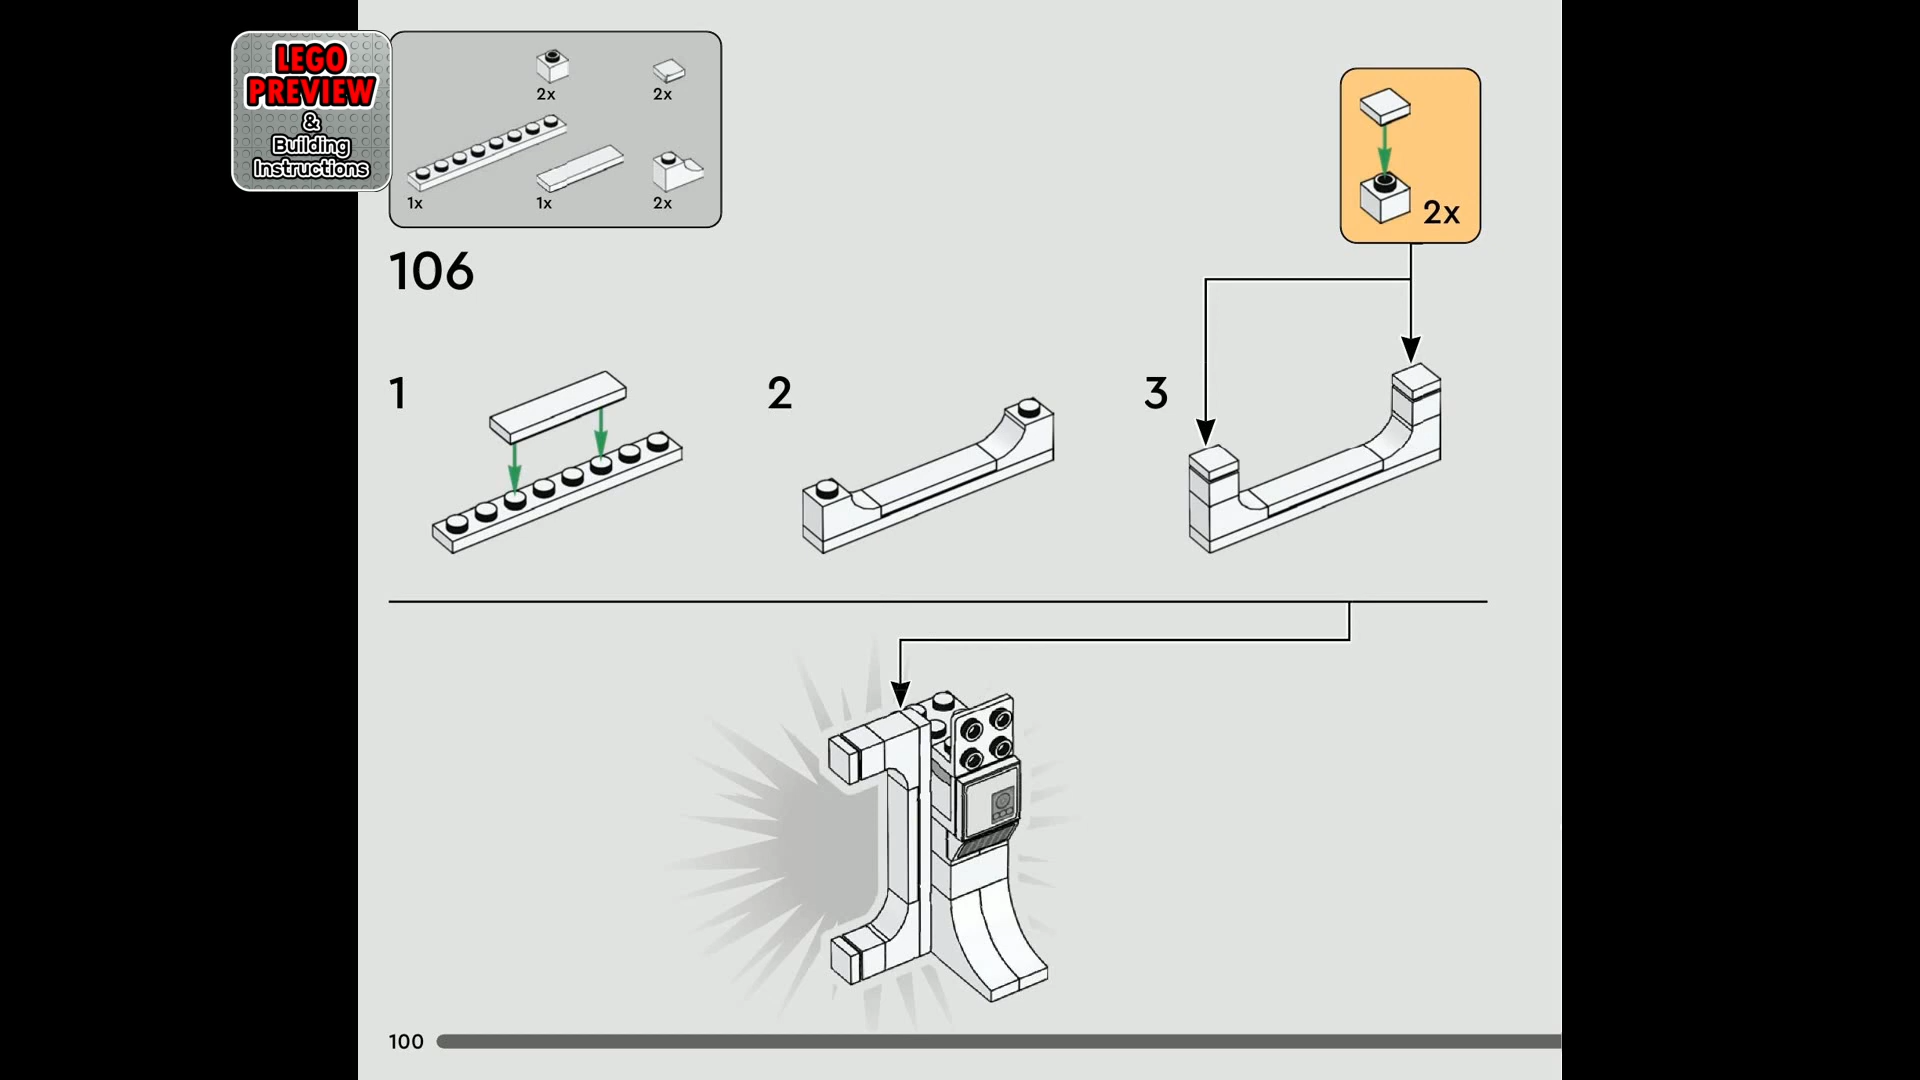 LEGO
PREVIEW
&
Building
Instructions
2x
2x
1x
1x
2x
106
2x
1
2
3
100